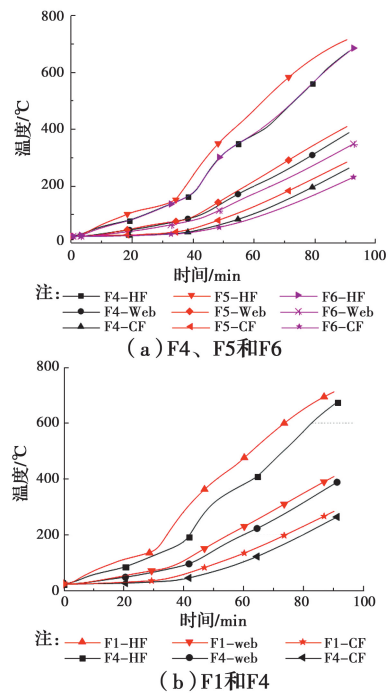 (a)
800
600
400
200
0
温度/℃
0 20 40 60 80 100
时间/min
注: F4-HF F5-HF F6-HF
F4-Web F5-Web F6-Web
F4-CF F5-CF F6-CF
(a)F4、F5和F6
800
600
400
200
0
温度/℃
0 20 40 60 80 100
时间/min
注: F1-HF F1-web F1-CF
F4-HF F4-web F4-CF
(b)F1和F4